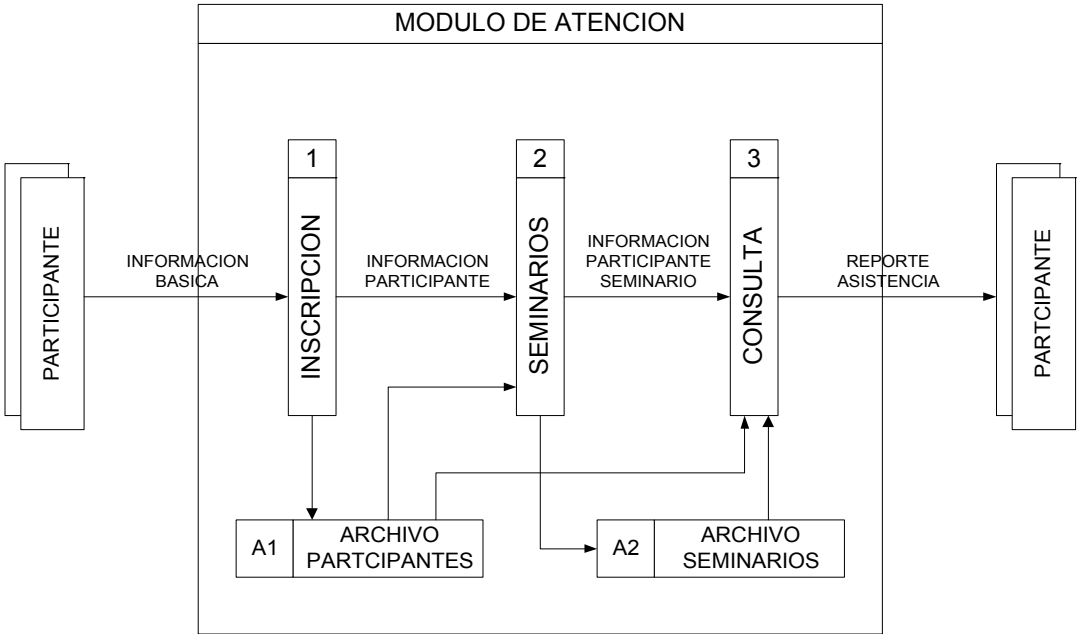 MODULO DE ATENCION
1
2
3
PARTICIPANTE
INFORMACION
BASICA
INSCRIPCION
INFORMACION
PARTICIPANTE
SEMINARIOS
INFORMACION
PARTICIPANTE
SEMINARIO
CONSULTA
REPORTE
ASISTENCIA
PARTCIPANTE
A1
ARCHIVO
PARTCIPANTES
A2
ARCHIVO
SEMINARIOS